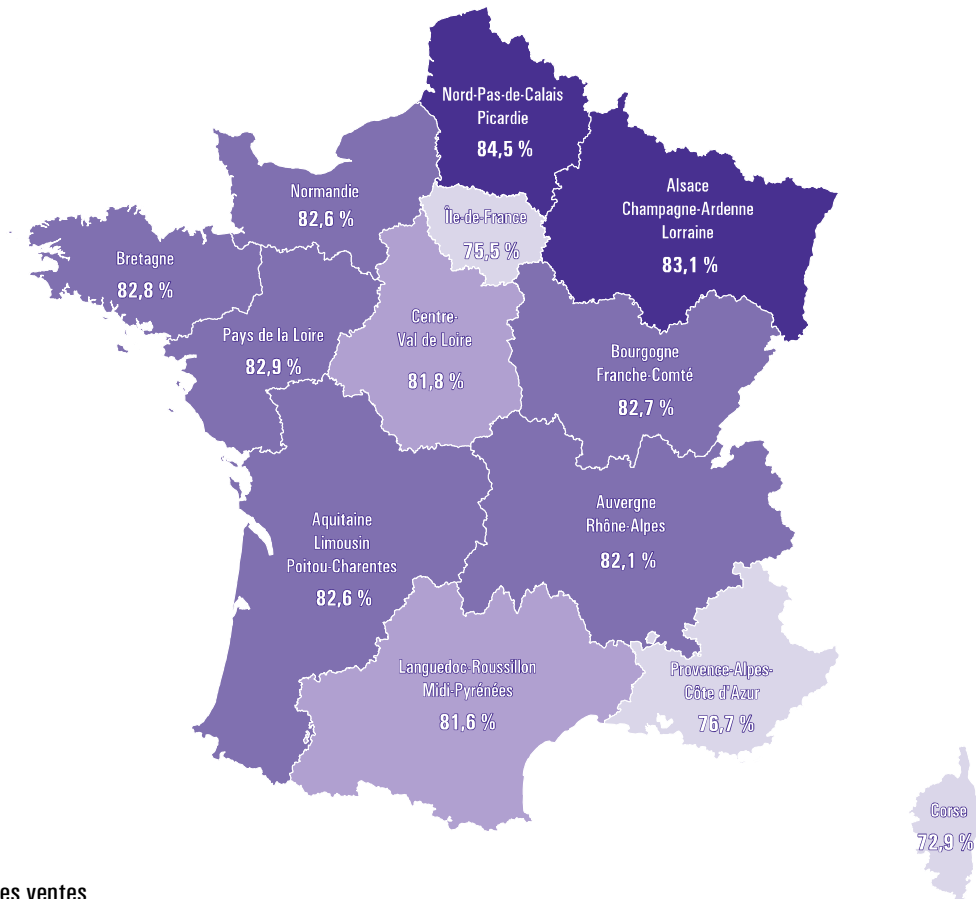 Nord-Pas-de-Calais
Picardie
84,5 %
Alsace
Champagne-Ardenne
Lorraine
83,1 %
Normandie
82,6 %
Île-de-France
75,5 %
Bretagne
82,8 %
Pays de la Loire
82,9 %
Centre-
Val de Loire
81,8 %
Bourgogne
Franche-Comté
82,7 %
Auvergne
Rhône-Alpes
82,1 %
Aquitaine
Limousin
Poitou-Charentes
82,6 %
Languedoc-Roussillon
Midi-Pyrénées
81,6 %
Provence-Alpes-
Côte d'Azur
76,7 %
Corse
72,9 %
es ventes